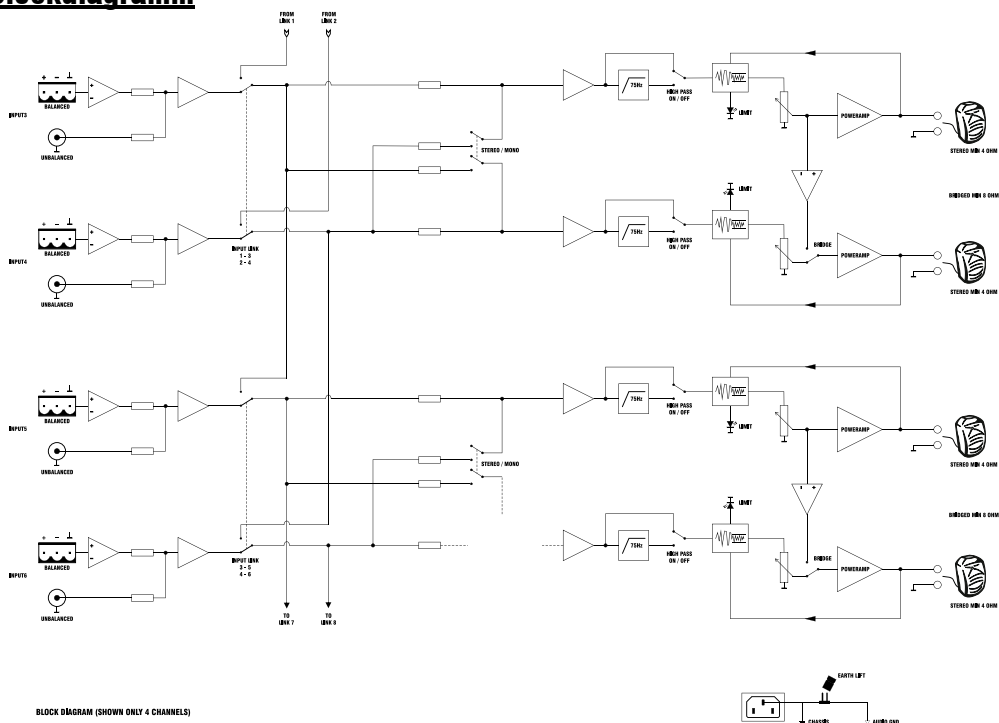 Blockdiagramm
FROM LINK 1
FROM LINK 2
+ - ⊥
BALANCED
INPUT3
UNBALANCED
+
-
STEREO / MONO
75Hz
HIGH PASS
ON / OFF
LIMIT
POWERAMP
STEREO MIN 4 OHM
- +
BRIDGED MIN 8 OHM
+ - ⊥
BALANCED
INPUT4
UNBALANCED
+
-
INPUT LINK
1 - 3
2 - 4
75Hz
HIGH PASS
ON / OFF
LIMIT
BRIDGE
POWERAMP
STEREO MIN 4 OHM
+ - ⊥
BALANCED
INPUT5
UNBALANCED
+
-
STEREO / MONO
75Hz
HIGH PASS
ON / OFF
LIMIT
POWERAMP
STEREO MIN 4 OHM
- +
BRIDGED MIN 8 OHM
+ - ⊥
BALANCED
INPUT6
UNBALANCED
+
-
INPUT LINK
3 - 5
4 - 6
75Hz
HIGH PASS
ON / OFF
LIMIT
BRIDGE
POWERAMP
STEREO MIN 4 OHM
TO
LINK 7
TO
LINK 8
EARTH LIFT
CHASSIS
AUDIO GND
BLOCK DIAGRAM (SHOWN ONLY 4 CHANNELS)